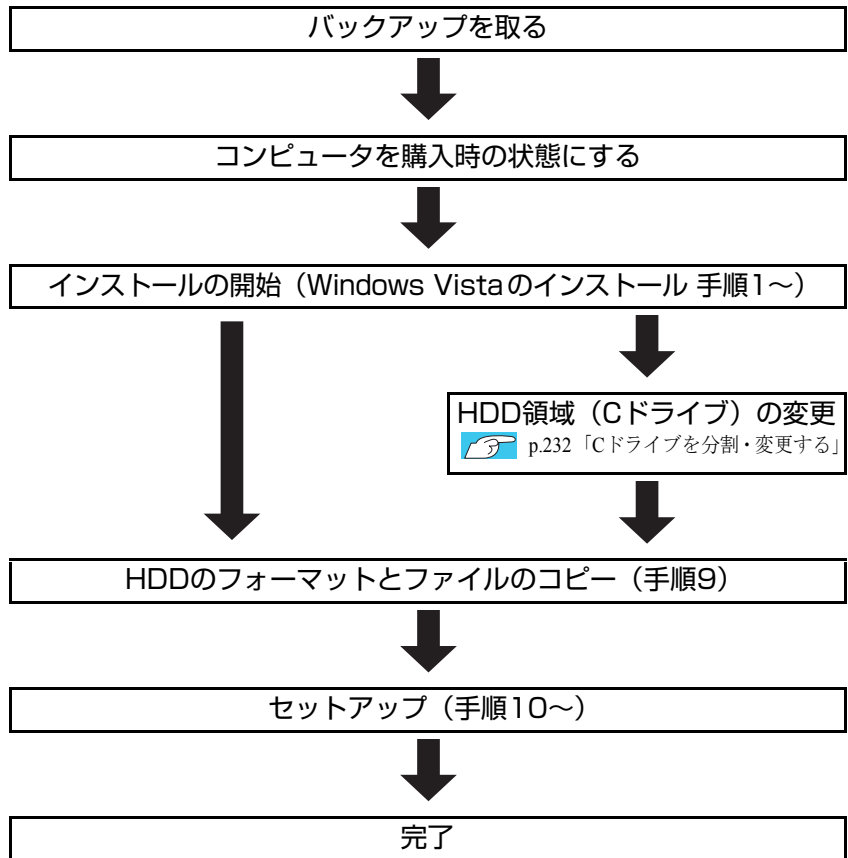 バックアップを取る
コンピュータを購入時の状態にする
インストールの開始（Windows Vistaのインストール 手順1～）
HDD領域（Cドライブ）の変更
p.232「Cドライブを分割・変更する」
HDDのフォーマットとファイルのコピー（手順9）
セットアップ（手順10～）
完了